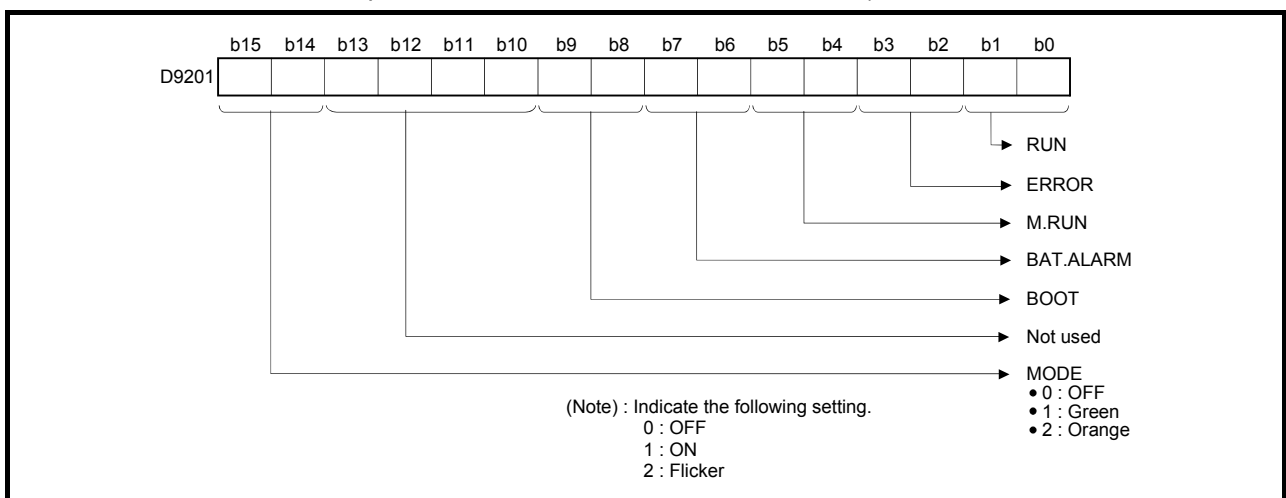 b15 b14 b13 b12 b11 b10 b9 b8 b7 b6 b5 b4 b3 b2 b1 b0
D9201
RUN
ERROR
M.RUN
BAT.ALARM
BOOT
Not used
MODE
• 0 : OFF
• 1 : Green
• 2 : Orange
(Note) : Indicate the following setting.
0 : OFF
1 : ON
2 : Flicker